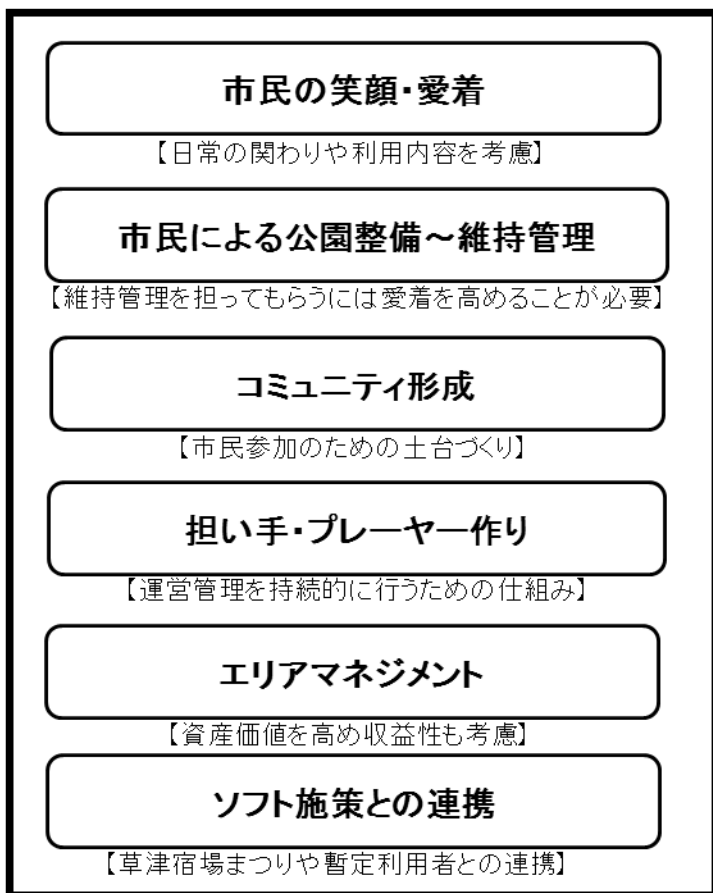 市民の笑顔・愛着
【日常の関わりや利用内容を考慮】
市民による公園整備～維持管理
【維持管理を担ってもらうには愛着を高めることが必要】
コミュニティ形成
【市民参加のための土台づくり】
担い手・プレーヤー作り
【運営管理を持続的に行うための仕組み】
エリアマネジメント
【資産価値を高め収益性も考慮】
ソフト施策との連携
【草津宿場まつりや暫定利用者との連携】